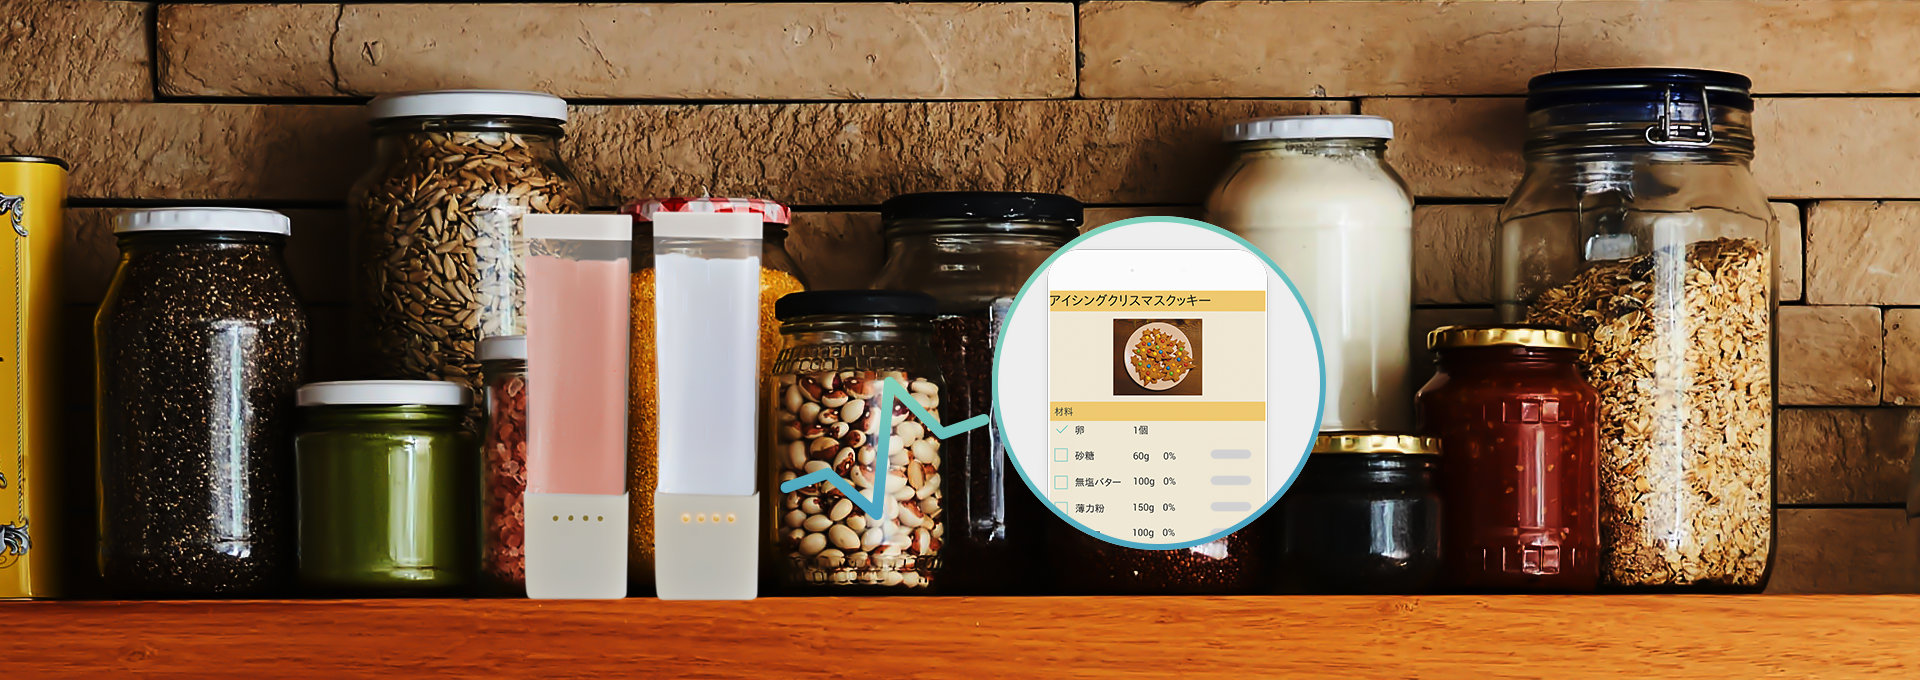 アイシングクリスマスクッキー
材料
卵 1個
砂糖 60g 0%
無塩バター 100g 0%
薄力粉 150g 0%
100g 0%